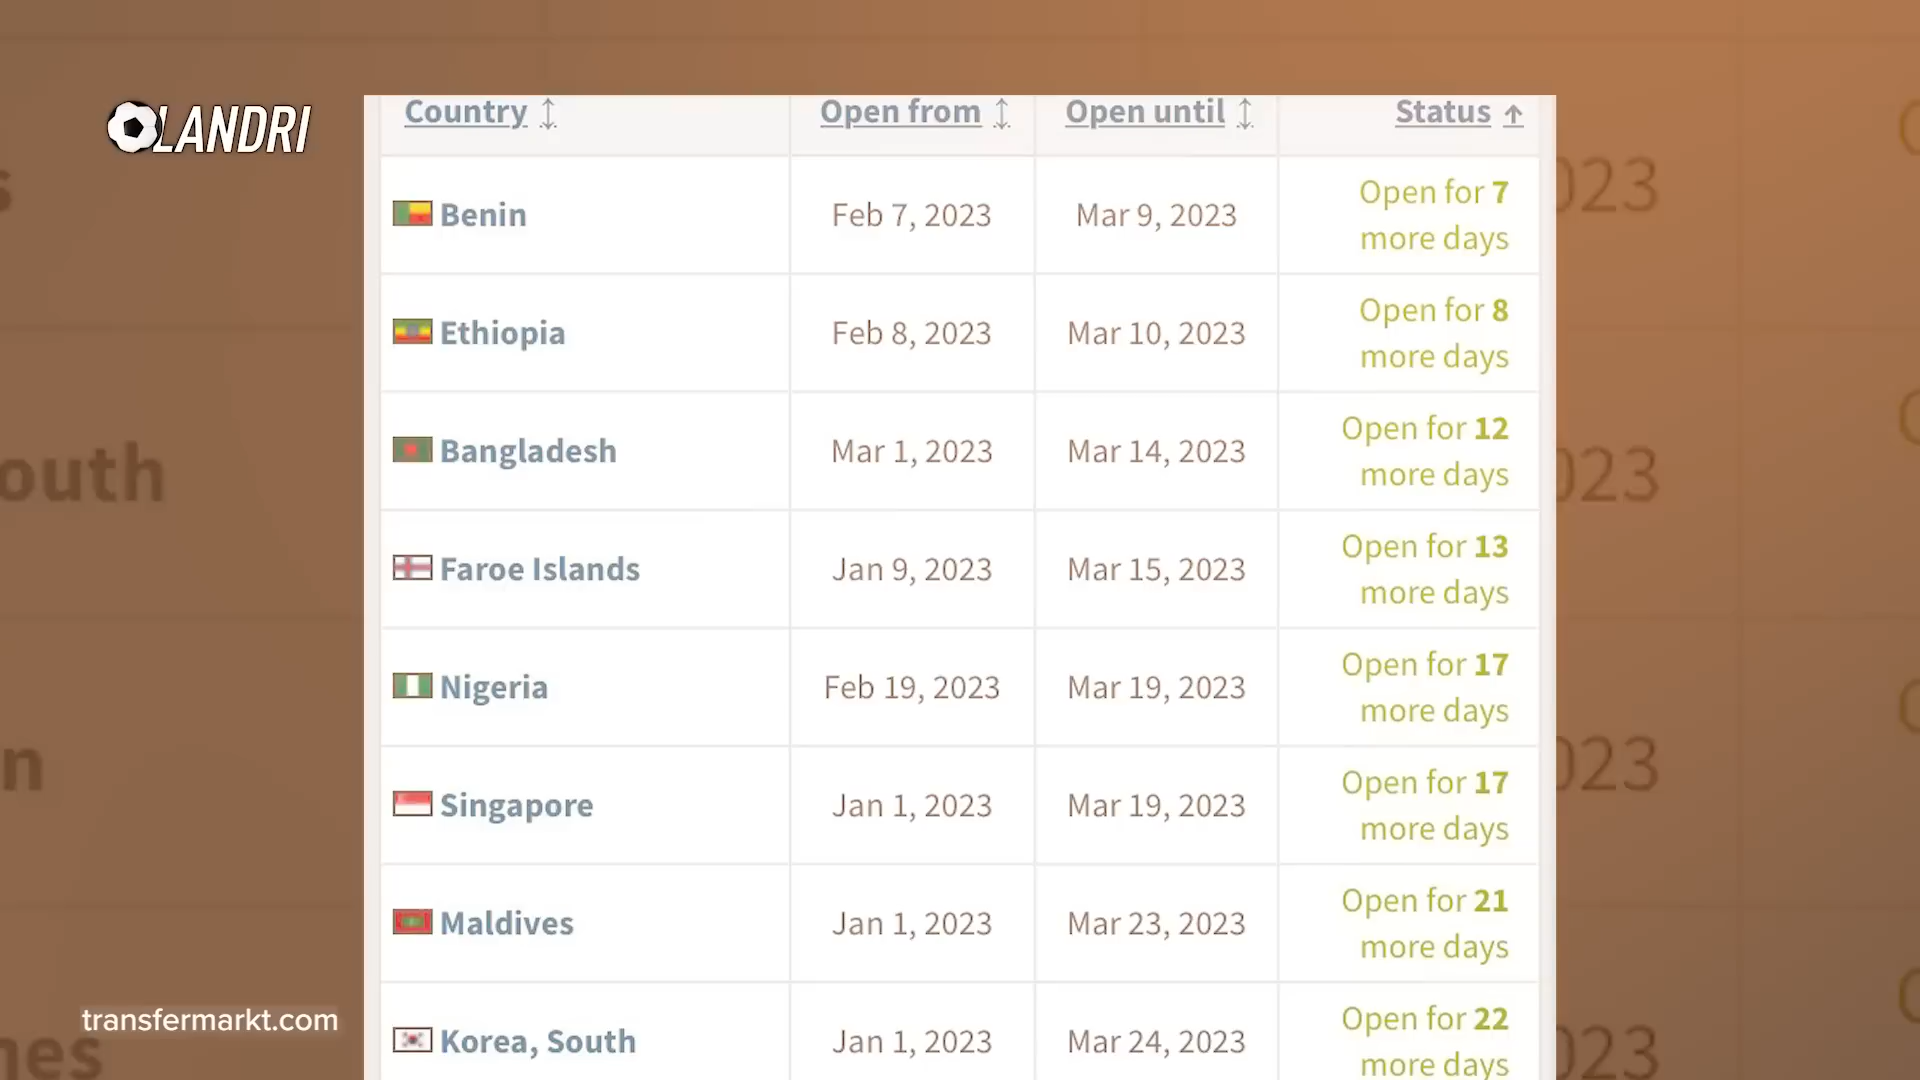 LANDRI
Country Open from Open until Status
Benin Feb 7, 2023 Mar 9, 2023 Open for 7
more days
Ethiopia Feb 8, 2023 Mar 10, 2023 Open for 8
more days
Bangladesh Mar 1, 2023 Mar 14, 2023 Open for 12
more days
Faroe Islands Jan 9, 2023 Mar 15, 2023 Open for 13
more days
Nigeria Feb 19, 2023 Mar 19, 2023 Open for 17
more days
Singapore Jan 1, 2023 Mar 19, 2023 Open for 17
more days
Maldives Jan 1, 2023 Mar 23, 2023 Open for 21
more days
Korea, South Jan 1, 2023 Mar 24, 2023 Open for 22
more days
transfermarkt.com